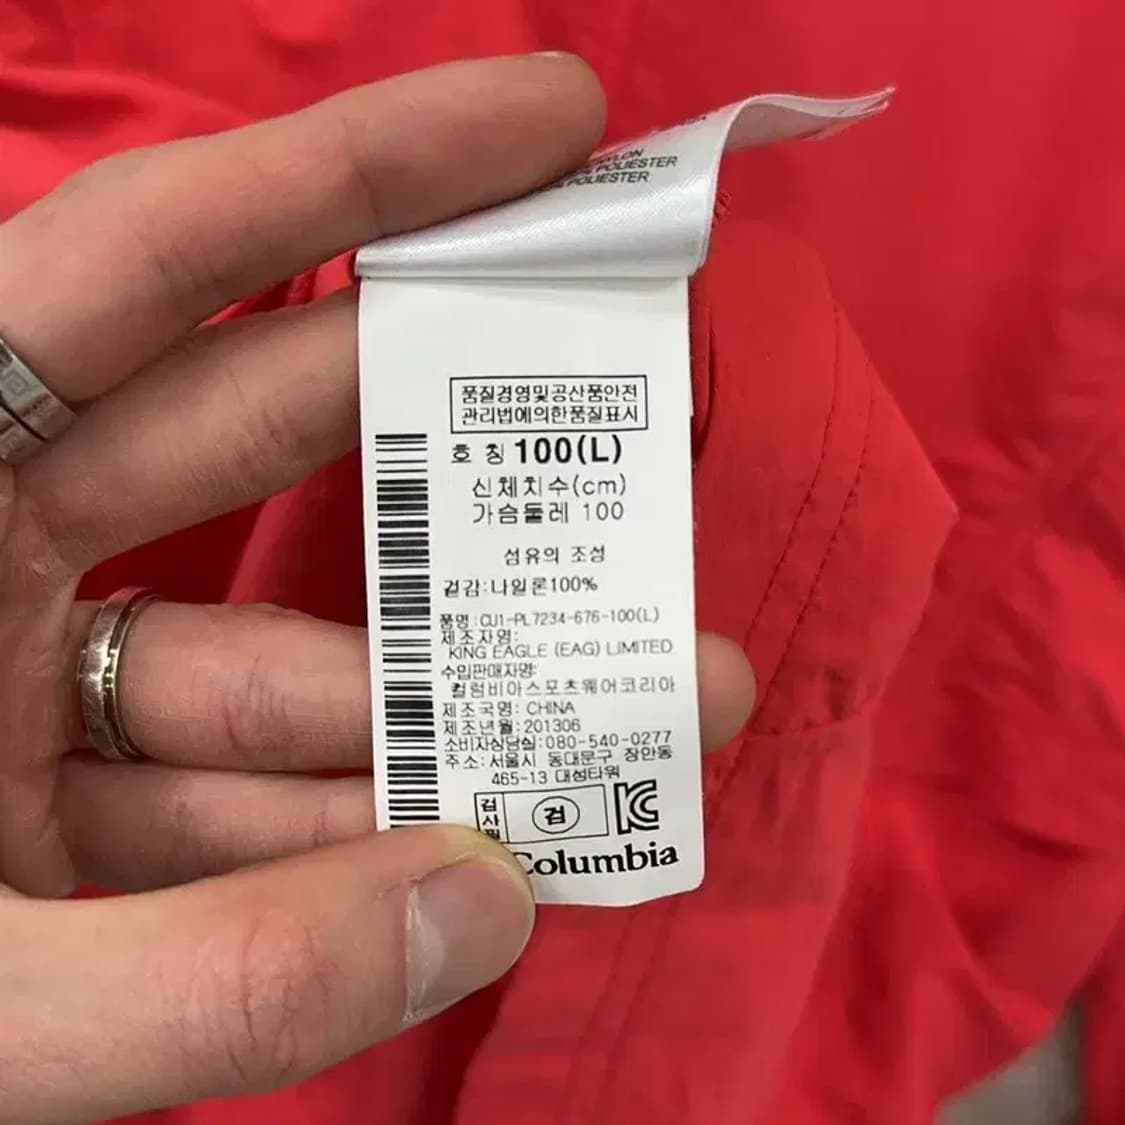 NYLON
POLIESTER
POLYESTER
품질경영및공산품안전
관리법에의한품질표시
호 칭 100(L)
신체치수(cm)
가슴둘레 100
섬유의 조성
겉감:나일론100%
품명:CU1-PL7234-676-100(L)
제조자명:
KING EAGLE (EAG) LIMITED
수입판매자명:
컬럼비아스포츠웨어코리아
제조국명: CHINA
제조년월:201306
소비자상담실:080-540-0277
주소:서울시 동대문구 장안동
465-13 대성타워
검사필
검
KC
Columbia